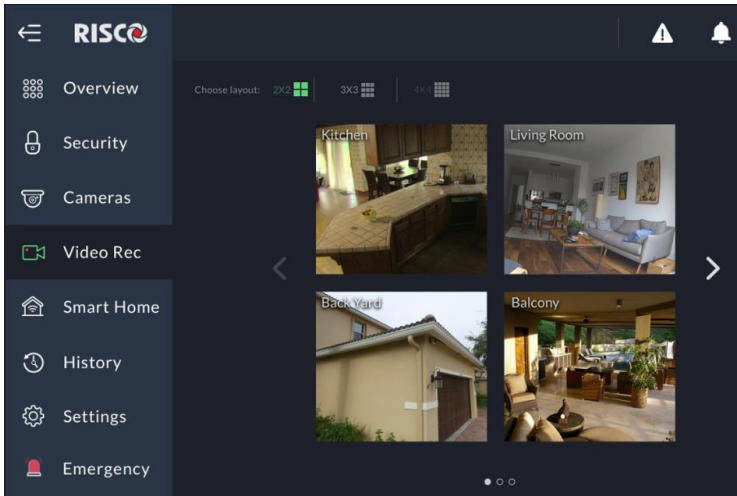 RISCO
Overview
Security
Cameras
Video Rec
Smart Home
History
Settings
Emergency
Choose layout: 2X2 3X3 4X4
Kitchen
Living Room
Back Yard
Balcony